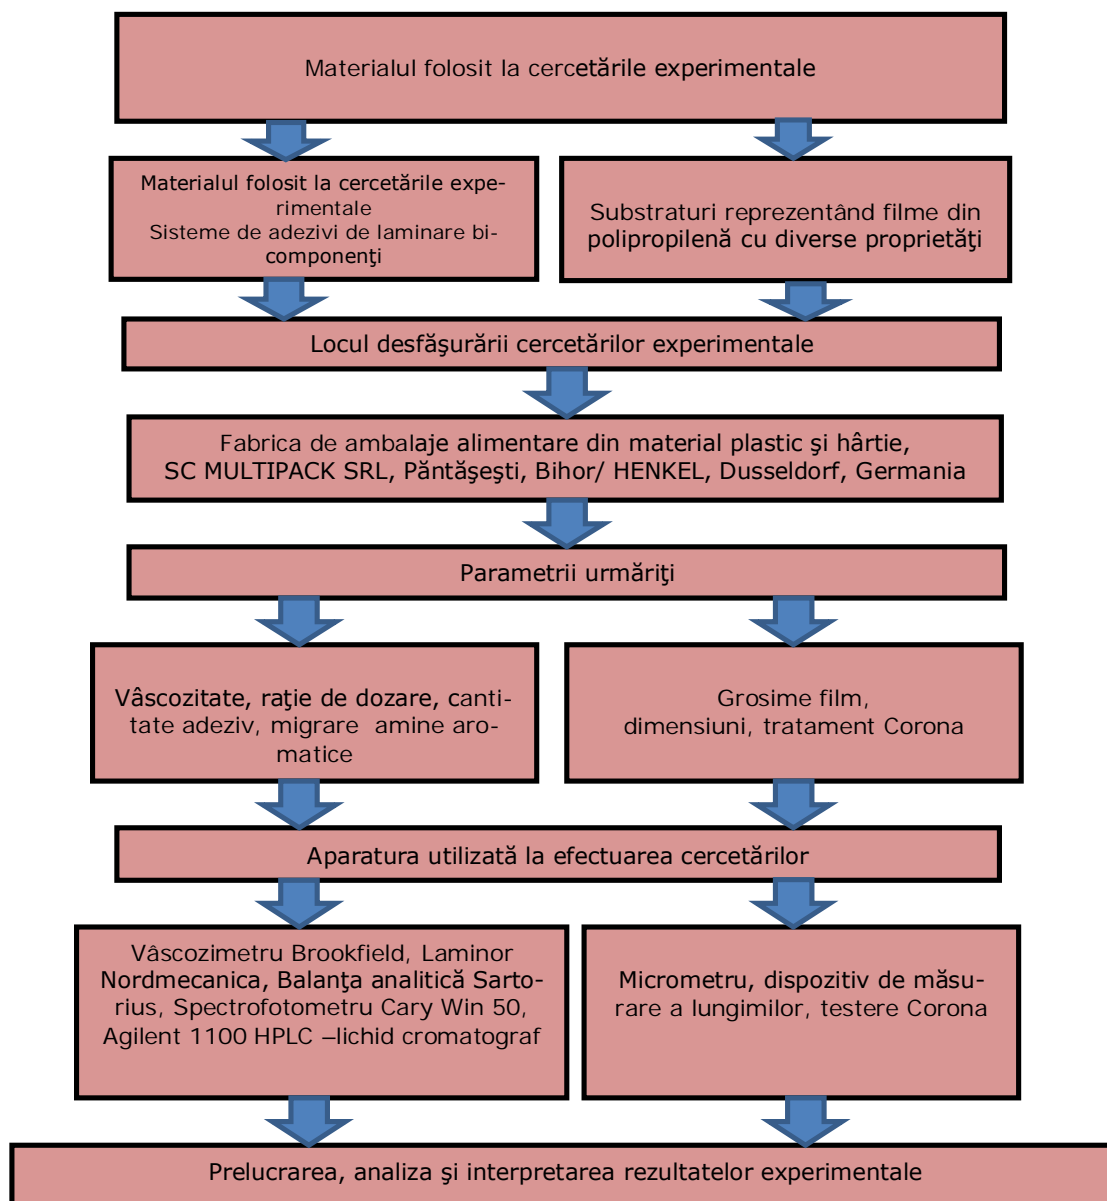 Materialul folosit la cercetările experimentale
Materialul folosit la cercetările expe-
rimentale
Sisteme de adezivi de laminare bi-
componenţi
Substraturi reprezentând filme din
polipropilenă cu diverse proprietăţi
Locul desfăşurării cercetărilor experimentale
Fabrica de ambalaje alimentare din material plastic şi hârtie,
SC MULTIPACK SRL, Păntăşeşti, Bihor/ HENKEL, Dusseldorf, Germania
Parametrii urmăriţi
Vâscozitate, raţie de dozare, canti-
tate adeziv, migrare amine aro-
matice
Grosime film,
dimensiuni, tratament Corona
Aparatura utilizată la efectuarea cercetărilor
Vâscozimetru Brookfield, Laminor
Nordmecanica, Balanţa analitică Sarto-
rius, Spectrofotometru Cary Win 50,
Agilent 1100 HPLC –lichid cromatograf
Micrometru, dispozitiv de măsu-
rare a lungimilor, testere Corona
Prelucrarea, analiza şi interpretarea rezultatelor experimentale